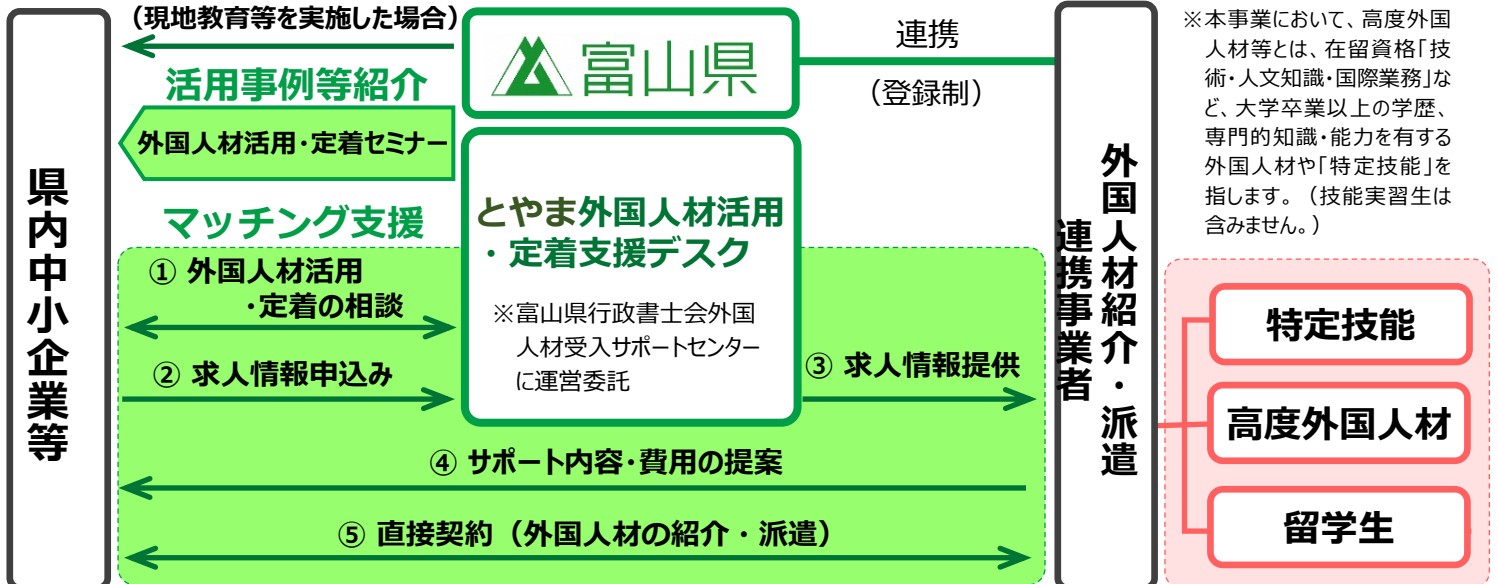 （現地教育等を実施した場合）
富山県
連携
（登録制）
※本事業において、高度外国
人材等とは、在留資格「技
術・人文知識・国際業務」な
ど、大学卒業以上の学歴、
専門的知識・能力を有する
外国人材や「特定技能」を
指します。（技能実習生は
含みません。）
活用事例等紹介
外国人材活用・定着セミナー
県内中小企業等
マッチング支援
とやま外国人材活用
・定着支援デスク
※富山県行政書士会外国
人材受入サポートセンター
に運営委託
① 外国人材活用
・定着の相談
② 求人情報申込み
③ 求人情報提供
④ サポート内容・費用の提案
⑤ 直接契約（外国人材の紹介・派遣）
外国人材紹介・派遣
連携事業者
特定技能
高度外国人材
留学生